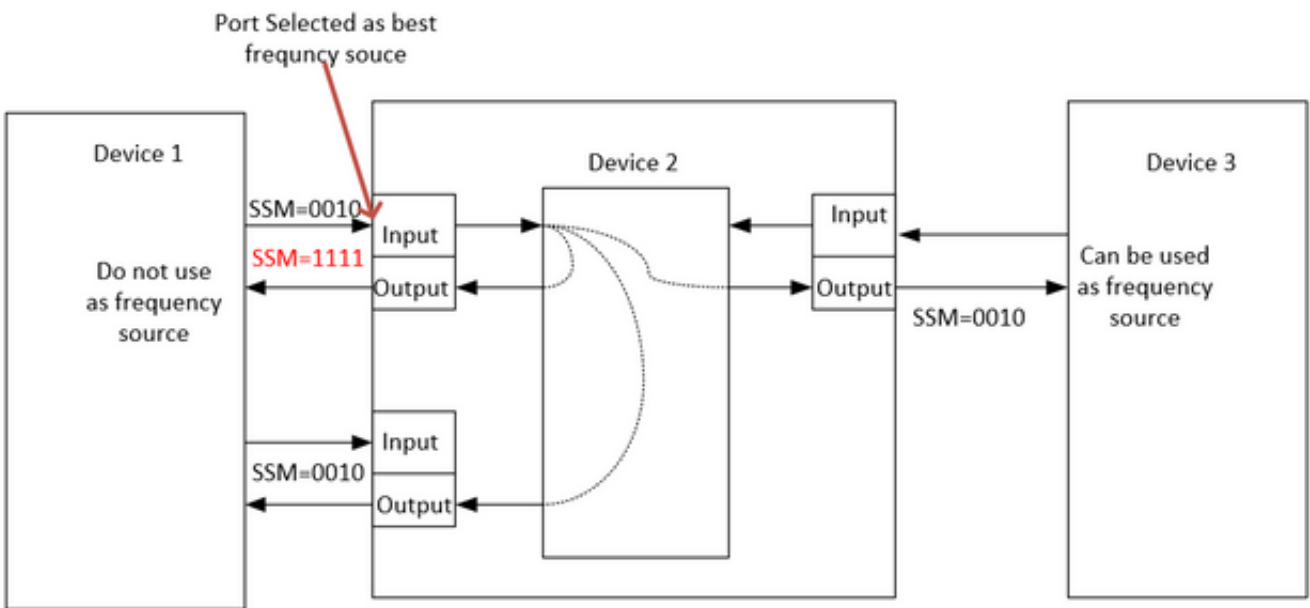 Port Selected as best
frequncy souce
Device 1
Device 2
Device 3
SSM=0010
Input
Input
SSM=1111
Do not use
as frequency
source
Output
Output
Can be used
as frequency
source
SSM=0010
Input
SSM=0010
Output